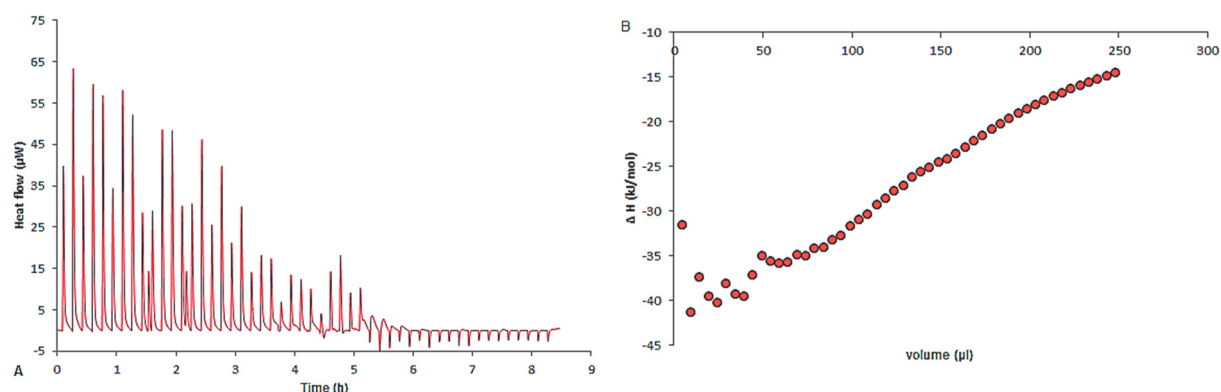 75
65
55
45
35
25
15
5
-5
Heat flow (µW)
0 1 2 3 4 5 6 7 8 9
Time (h)
A
B
-10
-15
-20
-25
-30
-35
-40
-45
0 50 100 150 200 250 300
Δ H (kJ/mol)
volume (µl)